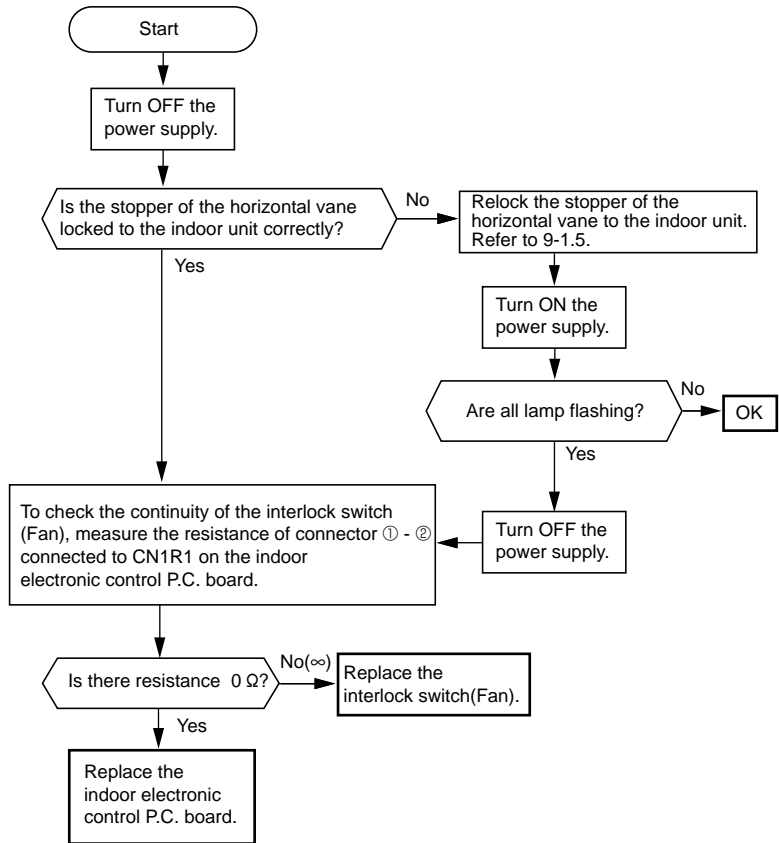 Start
Turn OFF the
power supply.
Is the stopper of the horizontal vane
locked to the indoor unit correctly?
No
Relock the stopper of the
horizontal vane to the indoor unit.
Refer to 9-1.5.
Yes
Turn ON the
power supply.
Are all lamp flashing?
No
OK
Yes
To check the continuity of the interlock switch
(Fan), measure the resistance of connector ① - ②
connected to CN1R1 on the indoor
electronic control P.C. board.
Turn OFF the
power supply.
Is there resistance 0 Ω?
No(∞)
Replace the
interlock switch(Fan).
Yes
Replace the
indoor electronic
control P.C. board.